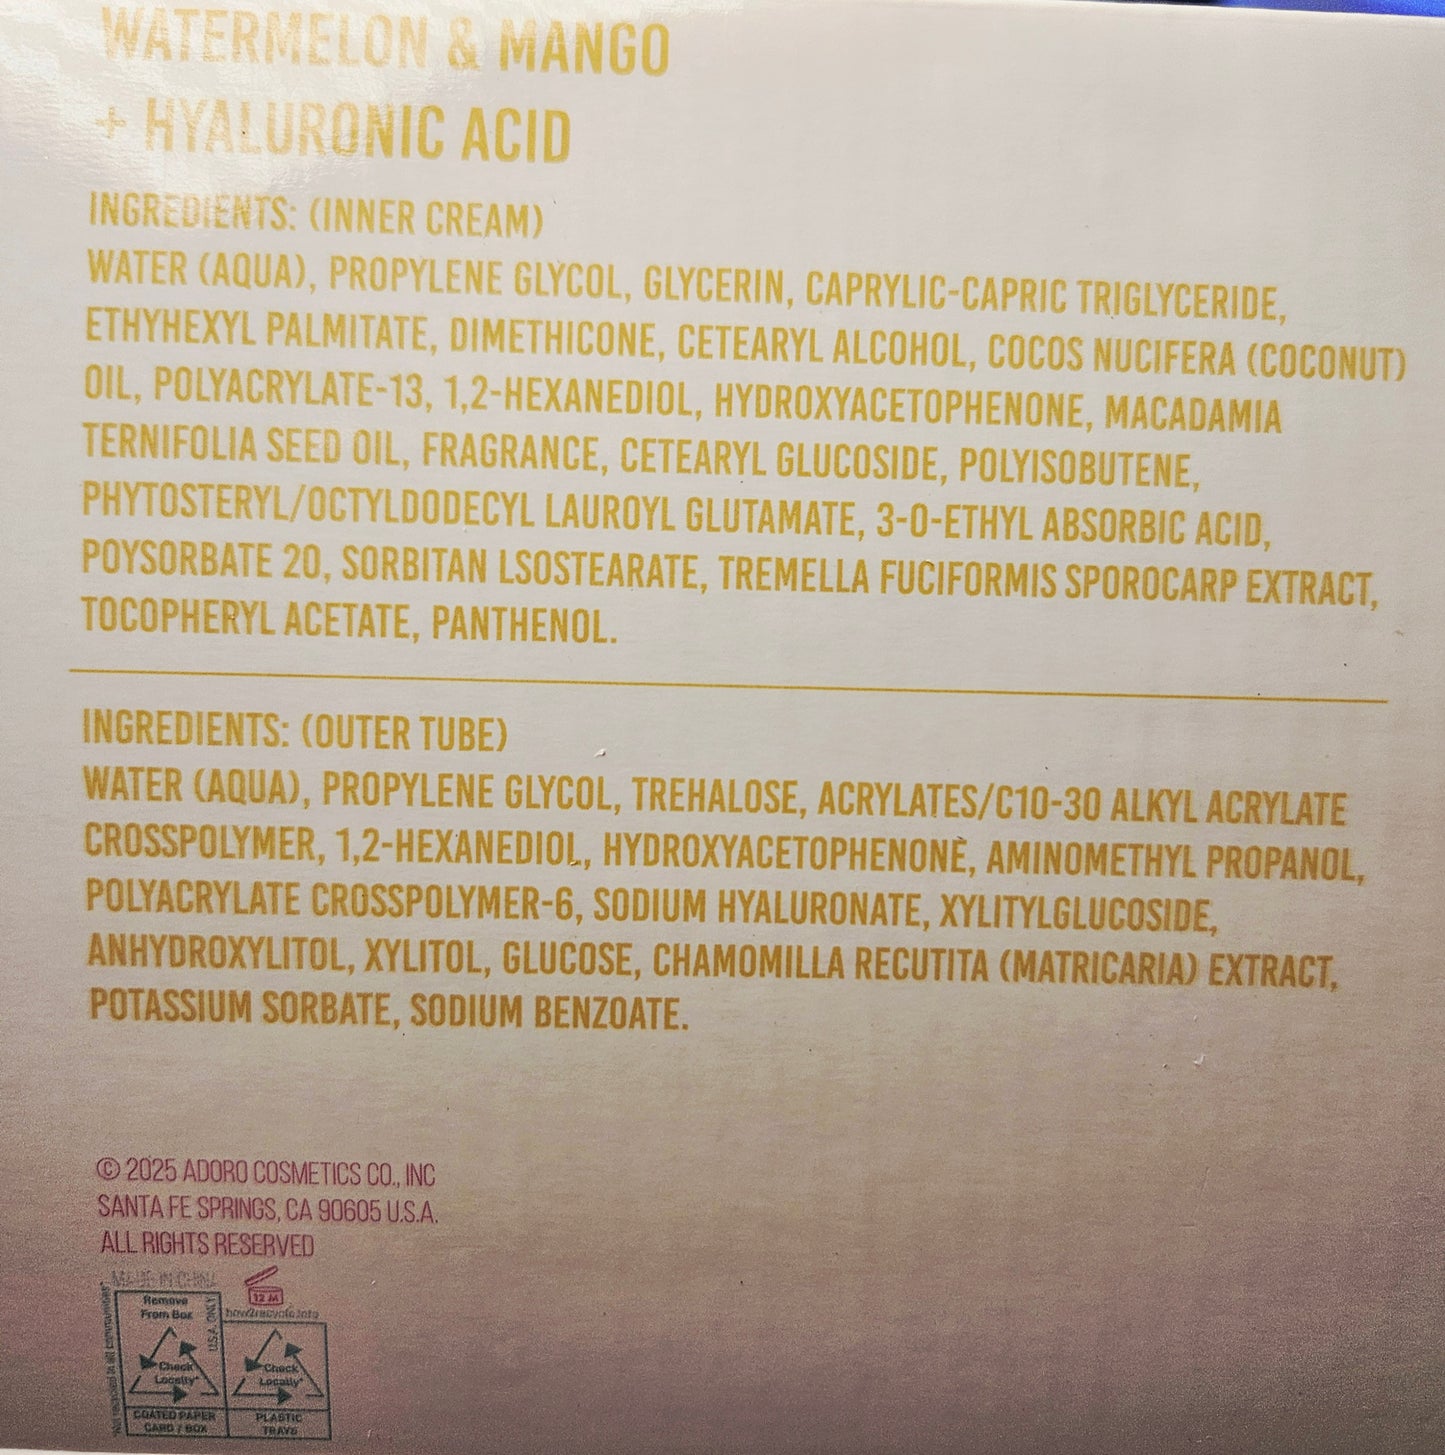 WATERMELON & MANGO
+ HYALURONIC ACID
INGREDIENTS: (INNER CREAM)
WATER (AQUA), PROPYLENE GLYCOL, GLYCERIN, CAPRYLIC-CAPRIC TRIGLYCERIDE,
ETHYHEXYL PALMITATE, DIMETHICONE, CETEARYL ALCOHOL, COCOS NUCIFERA (COCONUT)
OIL, POLYACRYLATE-13, 1,2-HEXANEDIOL, HYDROXYACETOPHENONE, MACADAMIA
TERNIFOLIA SEED OIL, FRAGRANCE, CETEARYL GLUCOSIDE, POLYISOBUTENE,
PHYTOSTERYL/OCTYLDODECYL LAUROYL GLUTAMATE, 3-O-ETHYL ABSORBIC ACID,
POYSORBATE 20, SORBITAN LSOSTEARATE, TREMELLA FUCIFORMIS SPOROCARP EXTRACT,
TOCOPHERYL ACETATE, PANTHENOL.
INGREDIENTS: (OUTER TUBE)
WATER (AQUA), PROPYLENE GLYCOL, TREHALOSE, ACRYLATES/C10-30 ALKYL ACRYLATE
CROSSPOLYMER, 1,2-HEXANEDIOL, HYDROXYACETOPHENONE, AMINOMETHYL PROPANOL,
POLYACRYLATE CROSSPOLYMER-6, SODIUM HYALURONATE, XYLITYLGLUCOSIDE,
ANHYDROXYLITOL, XYLITOL, GLUCOSE, CHAMOMILLA RECUTITA (MATRICARIA) EXTRACT,
POTASSIUM SORBATE, SODIUM BENZOATE.
© 2025 ADORO COSMETICS CO., INC
SANTA FE SPRINGS, CA 90605 U.S.A.
ALL RIGHTS RESERVED
MADE IN CHINA
12 M
how2recycle.info
Remove
From Box
U.S.A. ONLY
Check
Locally*
Check
Locally*
COATED PAPER
CARD / BOX
PLASTIC
TRAYS